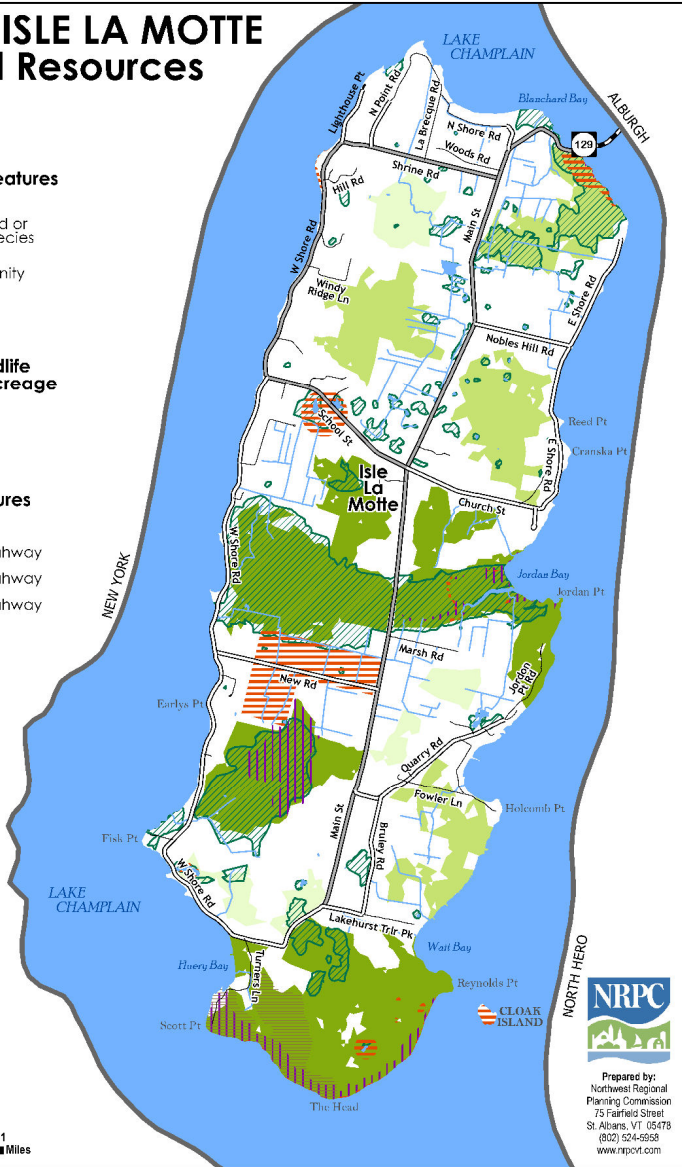 ISLE LA MOTTE
Resources
LAKE
CHAMPLAIN
Blanchard Bay
ALBURGH
129
Lighthouse Pt
N Point Rd
La Brecque Rd
N Shore Rd
Woods Rd
Shrine Rd
Hill Rd
Main St
W Shore Rd
E Shore Rd
Windy
Ridge Ln
Nobles Hill Rd
eatures
d or
ecies
nity
dlife
creage
School St
Reed Pt
Cranska Pt
E Shore Rd
Isle
La
Motte
Church St
ures
hway
hway
hway
NEW YORK
W Shore Rd
Jordan Bay
Jordan Pt
Marsh Rd
New Rd
Jordon
Pt Rd
Earlys Pt
Quarry Rd
Fowler Ln
Holcomb Pt
Main St
Bruley Rd
Fish Pt
W Shore Rd
LAKE
CHAMPLAIN
Lakehurst Trlr Pk
Wait Bay
Fluery Bay
Turners Ln
Reynolds Pt
NORTH HERO
CLOAK
ISLAND
Scott Pt
The Head
NRPC
Prepared by:
Northwest Regional
Planning Commission
75 Fairfield Street
St. Albans, VT 05478
(802) 524-5958
www.nrpcvt.com
1
Miles